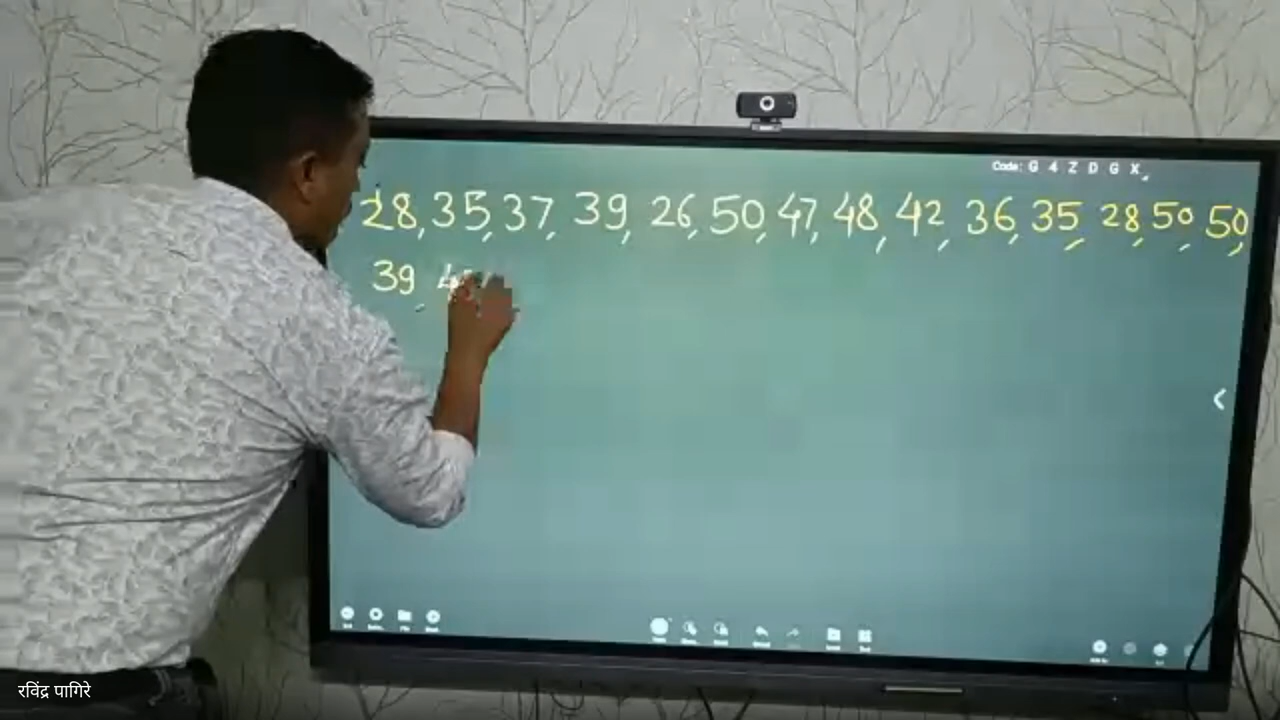 Code: G 4 Z D G X
28, 35, 37, 39, 26, 50, 47, 48, 42, 36, 35, 28, 50, 50,
39,
रविंद्र पागिरे